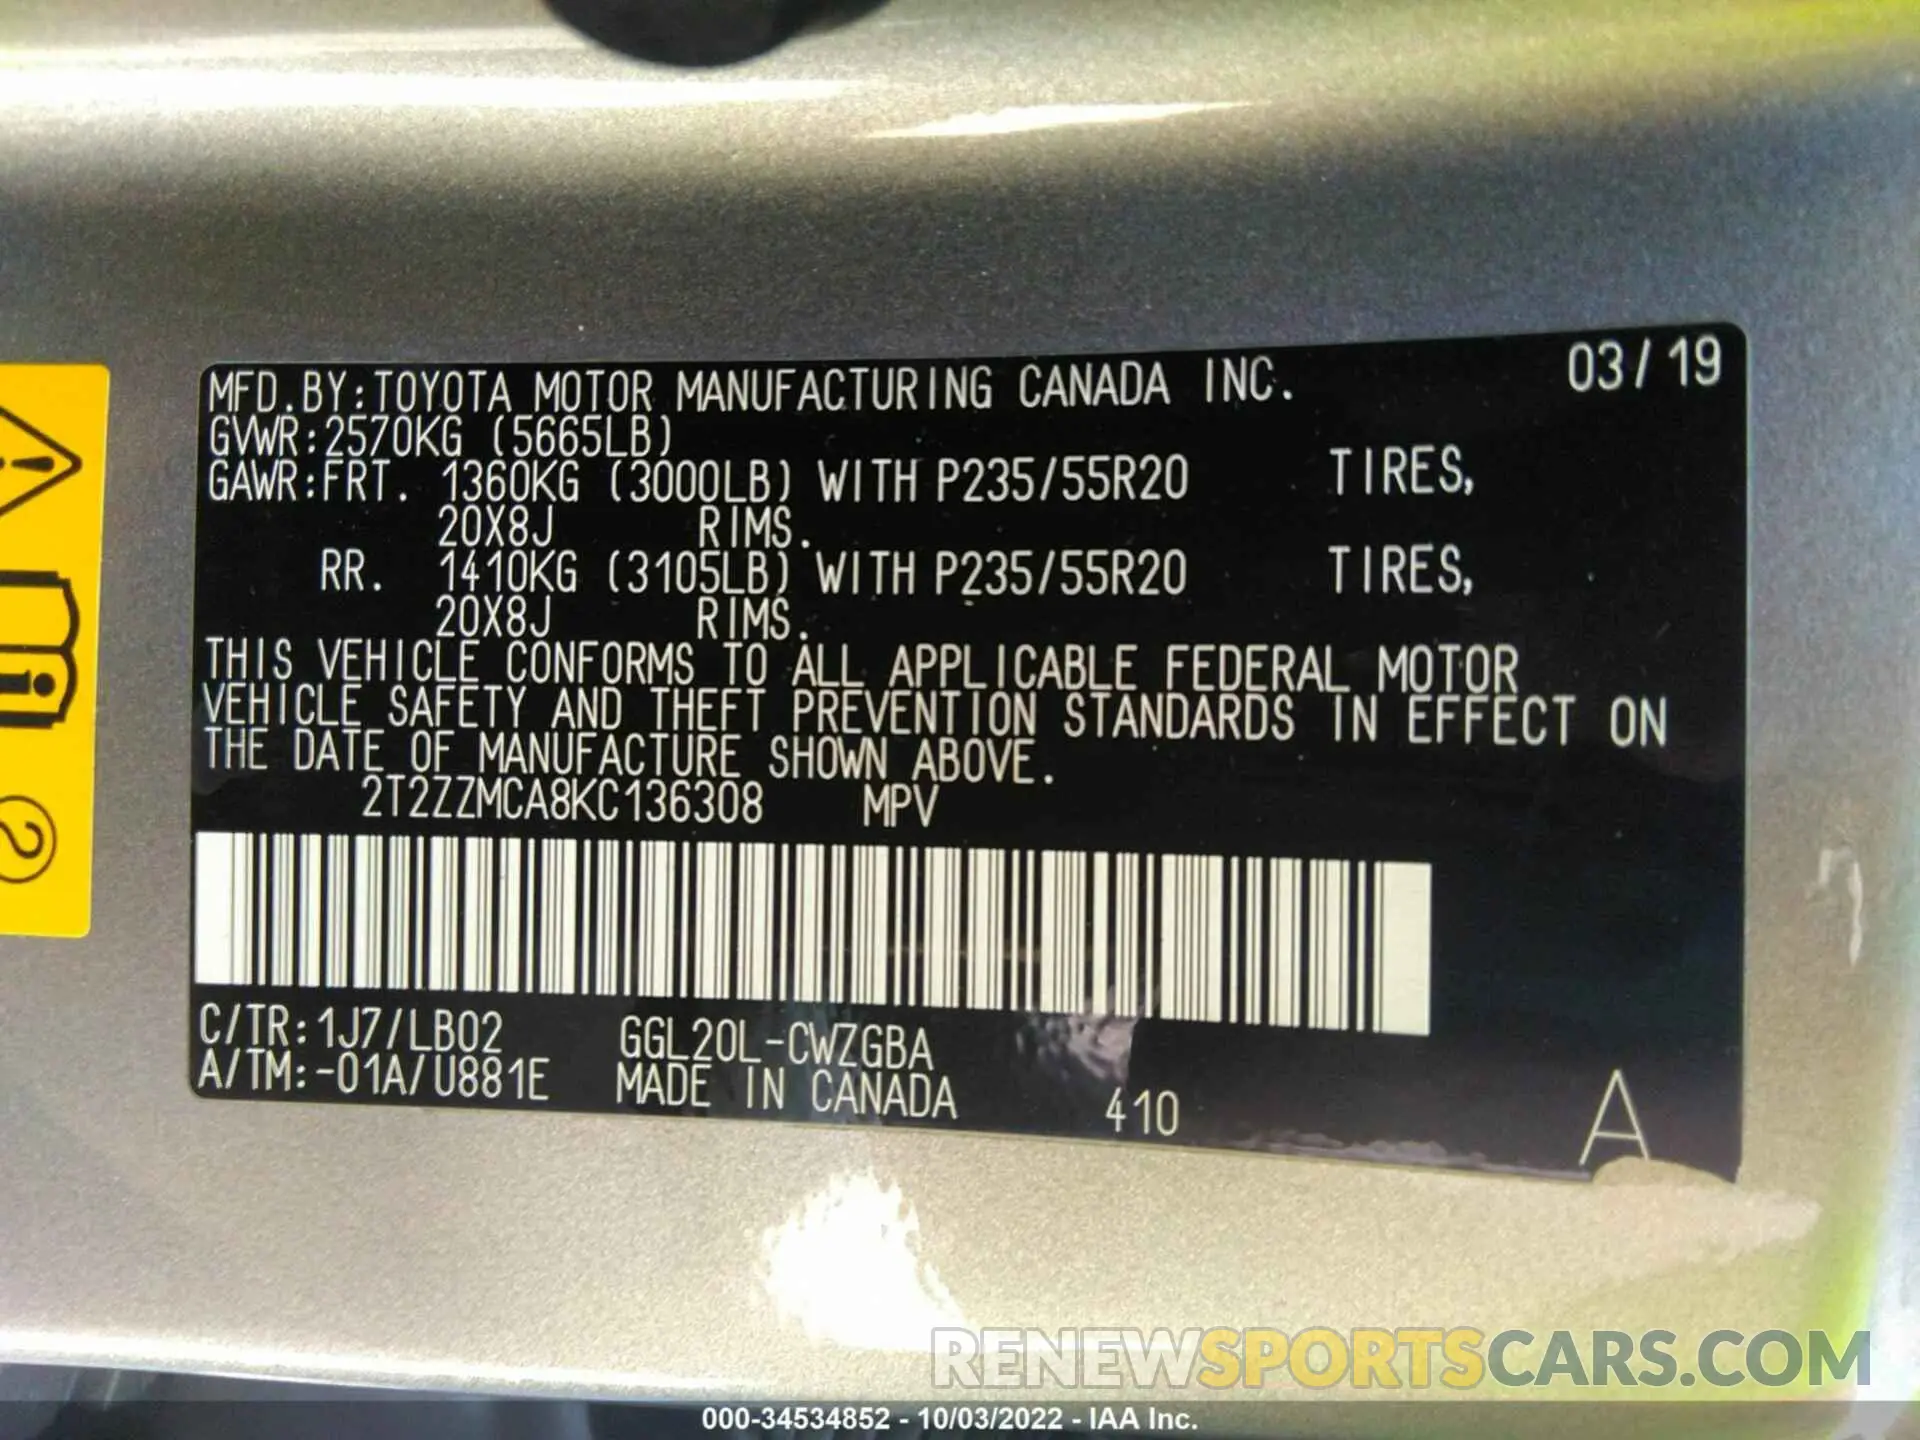 MFD.BY:TOYOTA MOTOR MANUFACTURING CANADA INC. 03/19
GVWR:2570KG (5665LB)
GAWR:FRT. 1360KG (3000LB) WITH P235/55R20 TIRES,
20X8J RIMS.
RR. 1410KG (3105LB) WITH P235/55R20 TIRES,
20X8J RIMS.
THIS VEHICLE CONFORMS TO ALL APPLICABLE FEDERAL MOTOR
VEHICLE SAFETY AND THEFT PREVENTION STANDARDS IN EFFECT ON
THE DATE OF MANUFACTURE SHOWN ABOVE.
2T2ZZMCA8KC136308 MPV
C/TR:1J7/LB02 GGL20L-CWZGBA
A/TM:-01A/U881E MADE IN CANADA 410 A
2
RENEWSPORTSCARS.COM
000-34534852 - 10/03/2022 - IAA Inc.